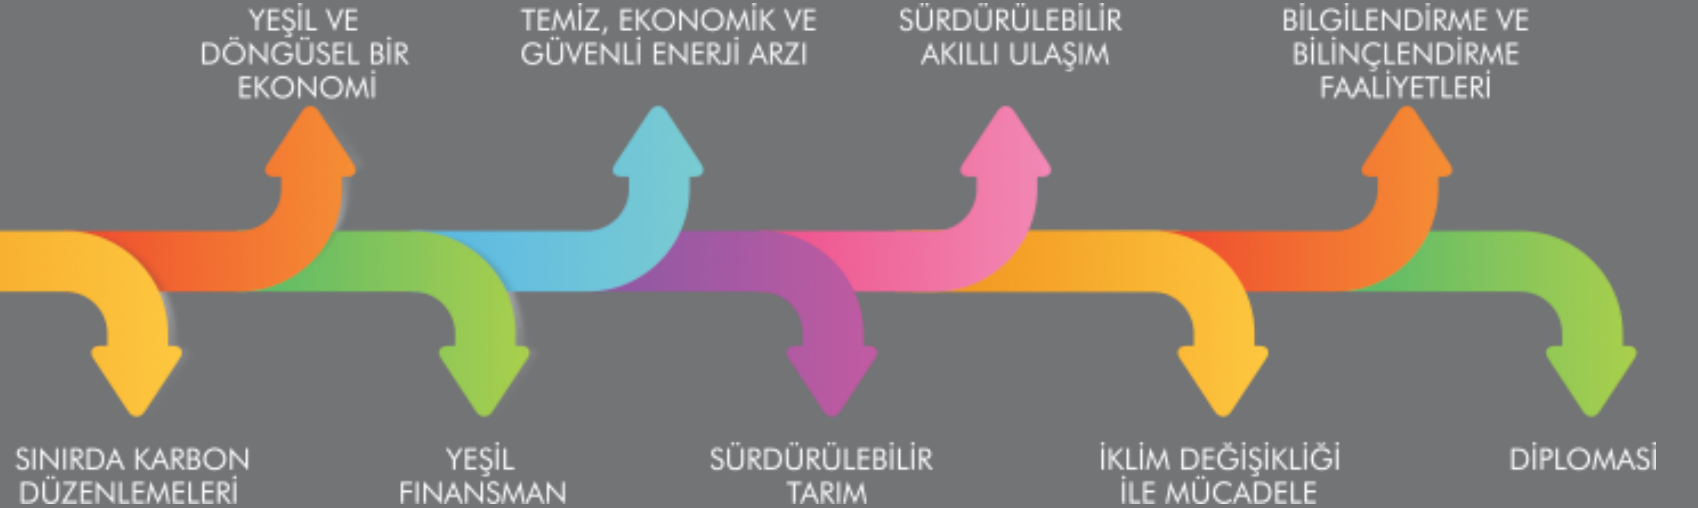 YEŞİL VE
DÖNGÜSEL BİR
EKONOMİ
TEMİZ, EKONOMİK VE
GÜVENLİ ENERJİ ARZI
SÜRDÜRÜLEBİLİR
AKILLI ULAŞIM
BİLGİLENDİRME VE
BİLİNÇLENDİRME
FAALİYETLERİ
SINIRDA KARBON
DÜZENLEMELERİ
YEŞİL
FINANSMAN
SÜRDÜRÜLEBİLİR
TARIM
İKLİM DEĞİŞİKLİĞİ
İLE MÜCADELE
DİPLOMASİ